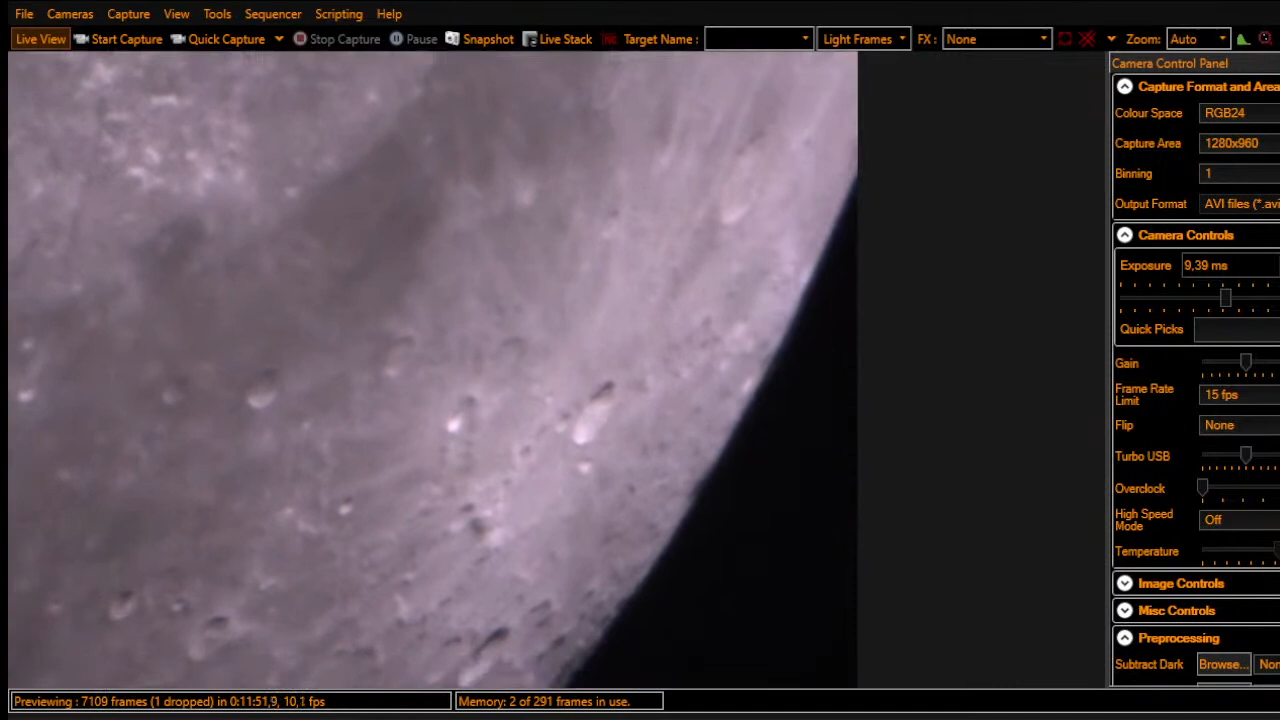 File Cameras Capture View Tools Sequencer Scripting Help
Live View Start Capture Quick Capture Stop Capture Pause Snapshot Live Stack Target Name : Light Frames FX : None Zoom: Auto
Camera Control Panel
Capture Format and Area
Colour Space RGB24
Capture Area 1280x960
Binning 1
Output Format AVI files (*.avi
Camera Controls
Exposure 9,39 ms
Quick Picks
Gain
Frame Rate
Limit 15 fps
Flip None
Turbo USB
Overclock
High Speed
Mode Off
Temperature
Image Controls
Misc Controls
Preprocessing
Subtract Dark Browse... Non
Previewing : 7109 frames (1 dropped) in 0:11:51,9, 10,1 fps Memory: 2 of 291 frames in use.